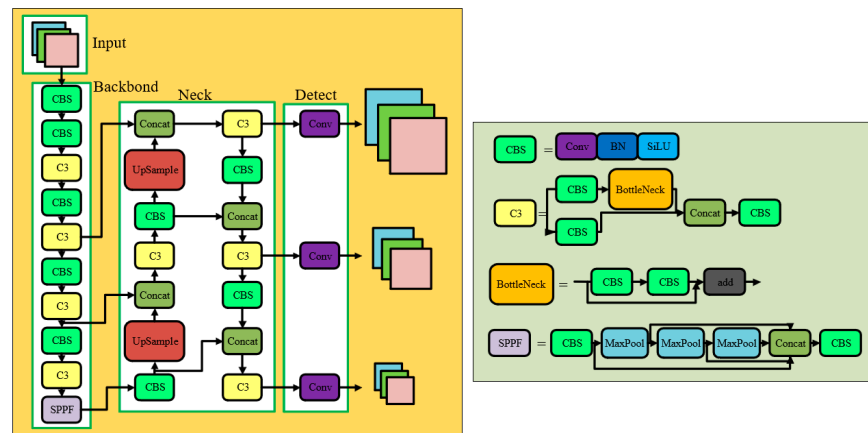 Input
Backbond
CBS
CBS
C3
CBS
C3
CBS
C3
CBS
C3
SPPF
Neck
Concat
UpSample
CBS
C3
Concat
UpSample
CBS
C3
CBS
Concat
C3
CBS
Concat
C3
Detect
Conv
Conv
Conv
CBS = Conv BN SiLU
CBS BottleNeck
C3 = Concat CBS
CBS
BottleNeck = CBS CBS add
SPPF = CBS MaxPool MaxPool MaxPool Concat CBS